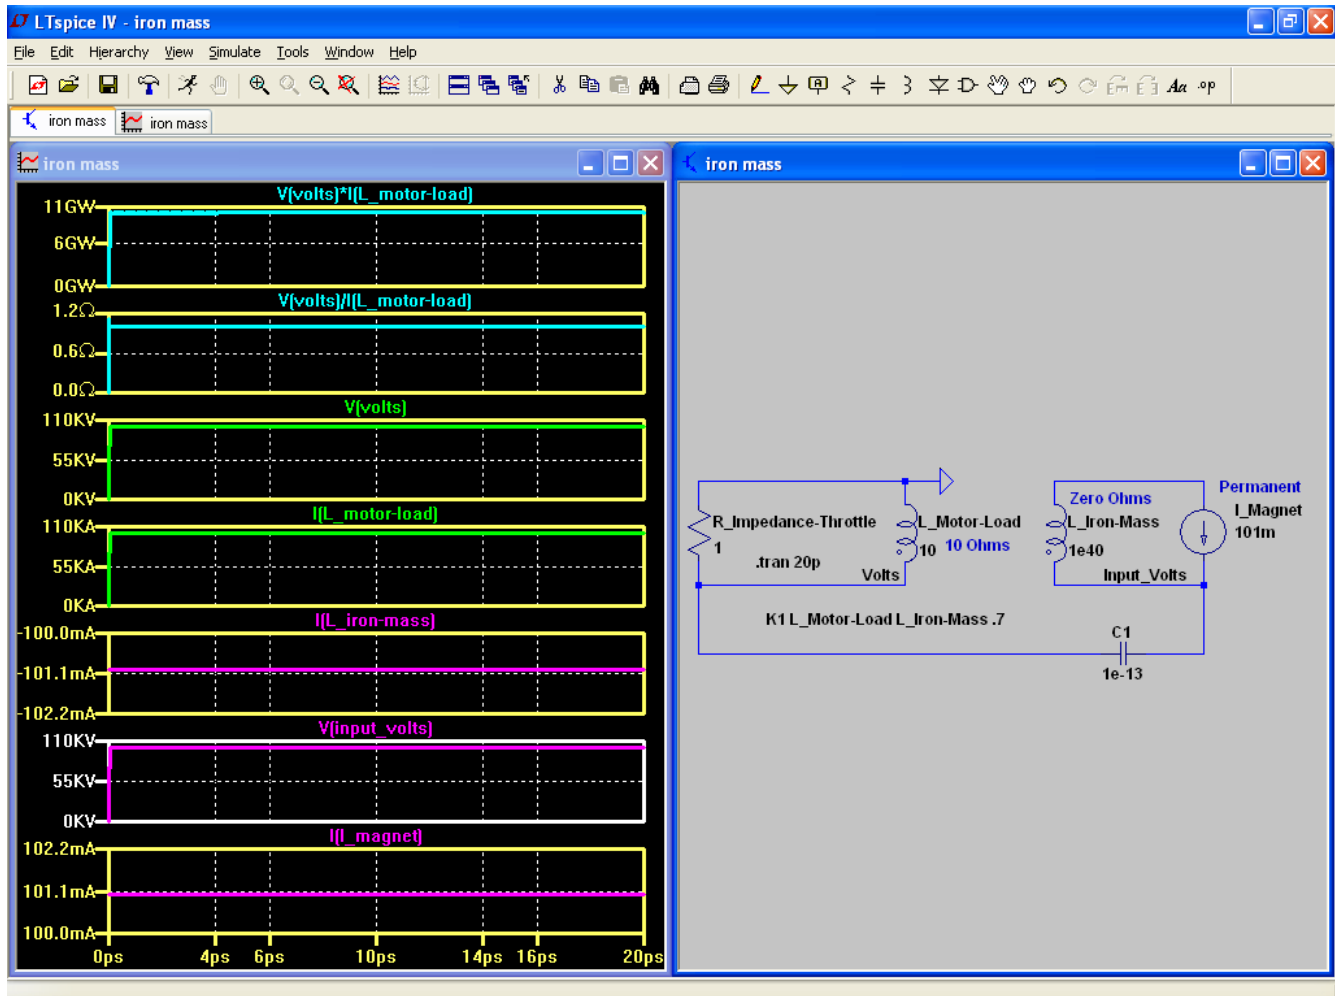 LTspice IV - iron mass
File Edit Hierarchy View Simulate Tools Window Help
Aa .op
iron mass iron mass
iron mass
V(volts)*I(L_motor-load)
11GW
6GW
0GW
V(volts)/I(L_motor-load)
1.2Ω
0.6Ω
0.0Ω
V(volts)
110KV
55KV
0KV
I(L_motor-load)
110KA
55KA
0KA
I(L_iron-mass)
-100.0mA
-101.1mA
-102.2mA
V(input_volts)
110KV
55KV
0KV
I(I_magnet)
102.2mA
101.1mA
100.0mA
0ps 4ps 6ps 10ps 14ps 16ps 20ps
iron mass
R_Impedance-Throttle
1
.tran 20p
L_Motor-Load
10 10 Ohms
Volts
Zero Ohms
L_Iron-Mass
1e40
Input_Volts
Permanent
I_Magnet
101m
K1 L_Motor-Load L_Iron-Mass .7
C1
1e-13